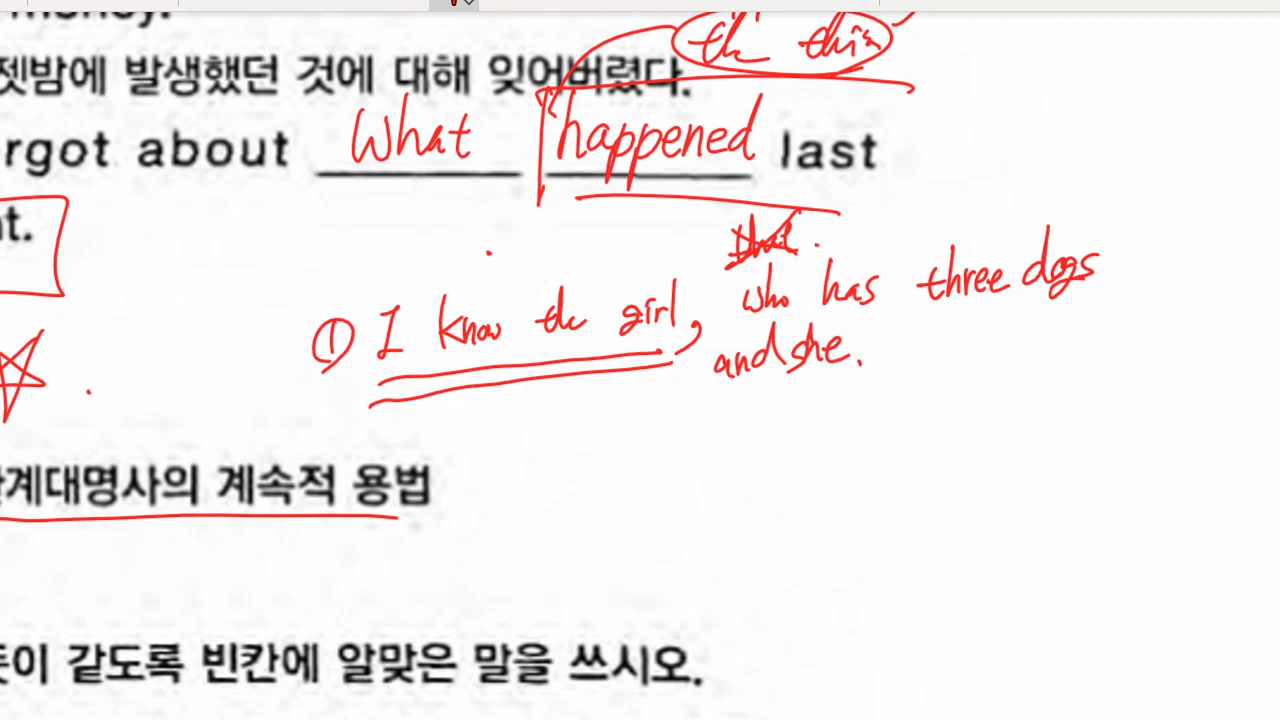 money.
the thin
젯밤에 발생했던 것에 대해 잊어버렸다.
rgot about What happened last
t.
that.
① I know the girl, who has three dogs
and she.
계대명사의 계속적 용법
이 같도록 빈칸에 알맞은 말을 쓰시오.